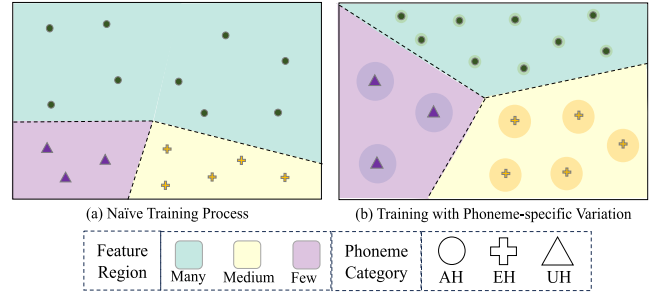 (a) Naïve Training Process
(b) Training with Phoneme-specific Variation
Feature
Region
Many
Medium
Few
Phoneme
Category
AH
EH
UH